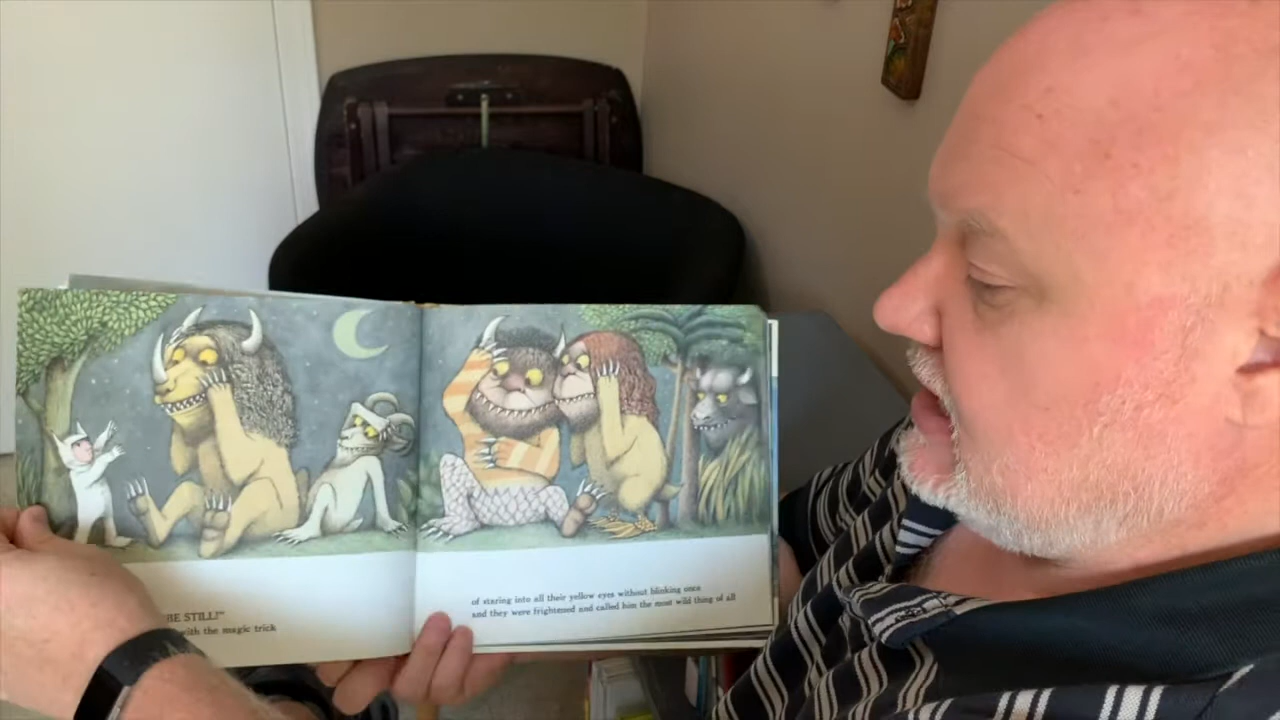 BE STILL!"
with the magic trick
of staring into all their yellow eyes without blinking once
and they were frightened and called him the most wild thing of all